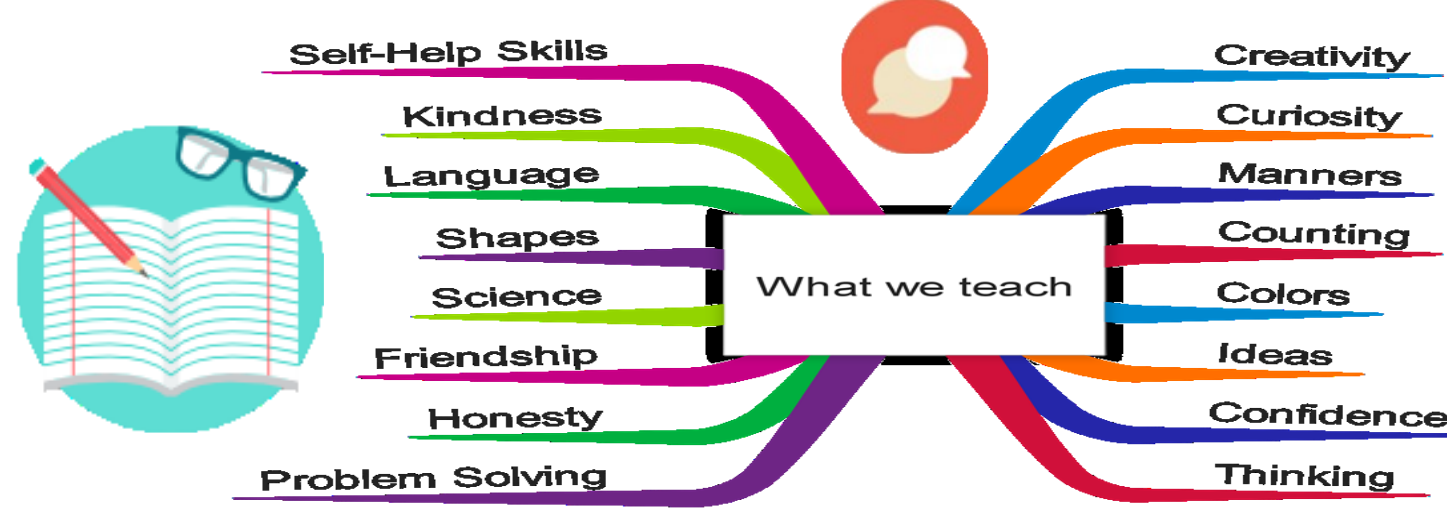 Self-Help Skills
Kindness
Language
Shapes
Science
Friendship
Honesty
Problem Solving
What we teach
Creativity
Curiosity
Manners
Counting
Colors
Ideas
Confidence
Thinking